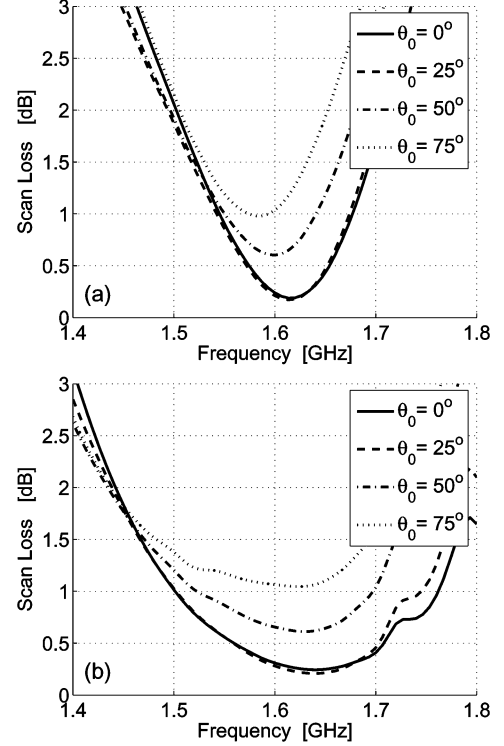 3
2.5
2
1.5
1
0.5
0
Scan Loss [dB]
θ0= 0o
θ0= 25o
θ0= 50o
θ0= 75o
(a)
1.4 1.5 1.6 1.7 1.8
Frequency [GHz]
3
2.5
2
1.5
1
0.5
0
Scan Loss [dB]
θ0= 0o
θ0= 25o
θ0= 50o
θ0= 75o
(b)
1.4 1.5 1.6 1.7 1.8
Frequency [GHz]